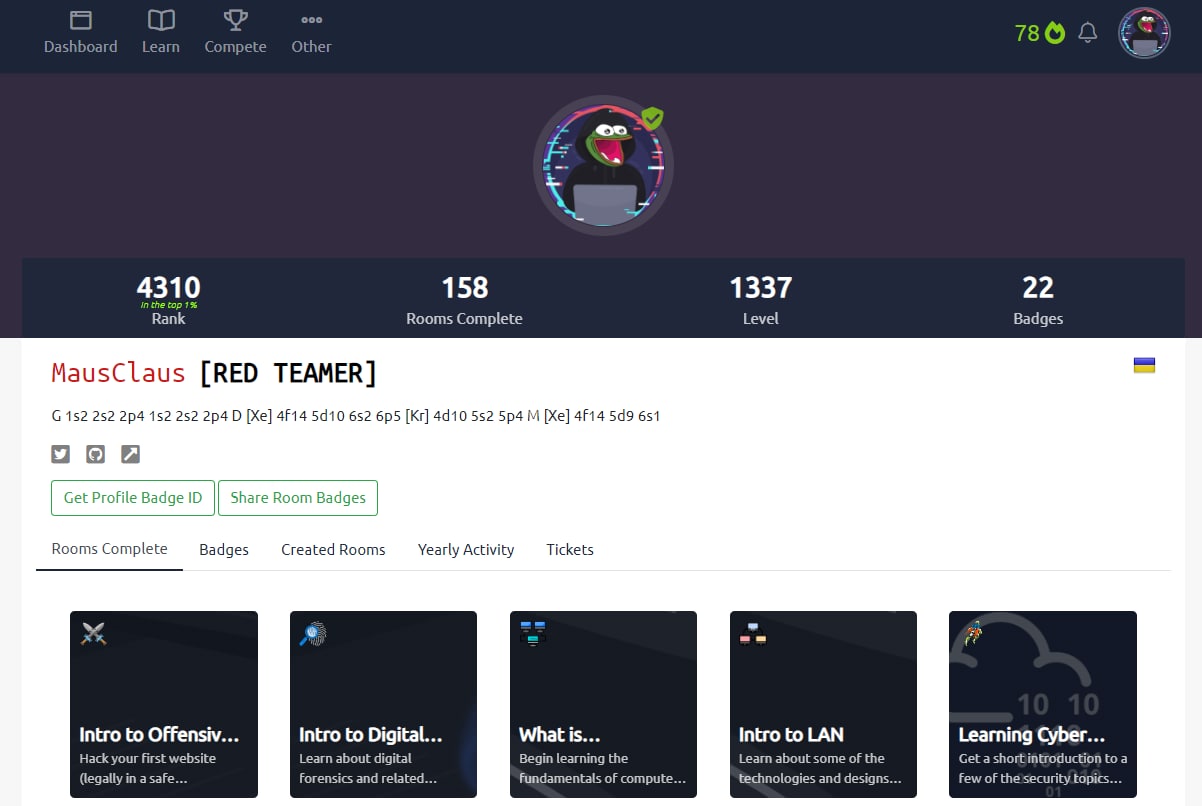 Dashboard Learn Compete Other 78
4310 158 1337 22
In the top 1%
Rank Rooms Complete Level Badges
MausClaus [RED TEAMER]
G 1s2 2s2 2p4 1s2 2s2 2p4 D [Xe] 4f14 5d10 6s2 6p5 [Kr] 4d10 5s2 5p4 M [Xe] 4f14 5d9 6s1
Get Profile Badge ID Share Room Badges
Rooms Complete Badges Created Rooms Yearly Activity Tickets
Intro to Offensiv...
Hack your first website
(legally in a safe...
Intro to Digital...
Learn about digital
forensics and related...
What is...
Begin learning the
fundamentals of compute...
Intro to LAN
Learn about some of the
technologies and designs...
10 10
Learning Cyber...
Get a short introduction to a
few of the security topics...
01